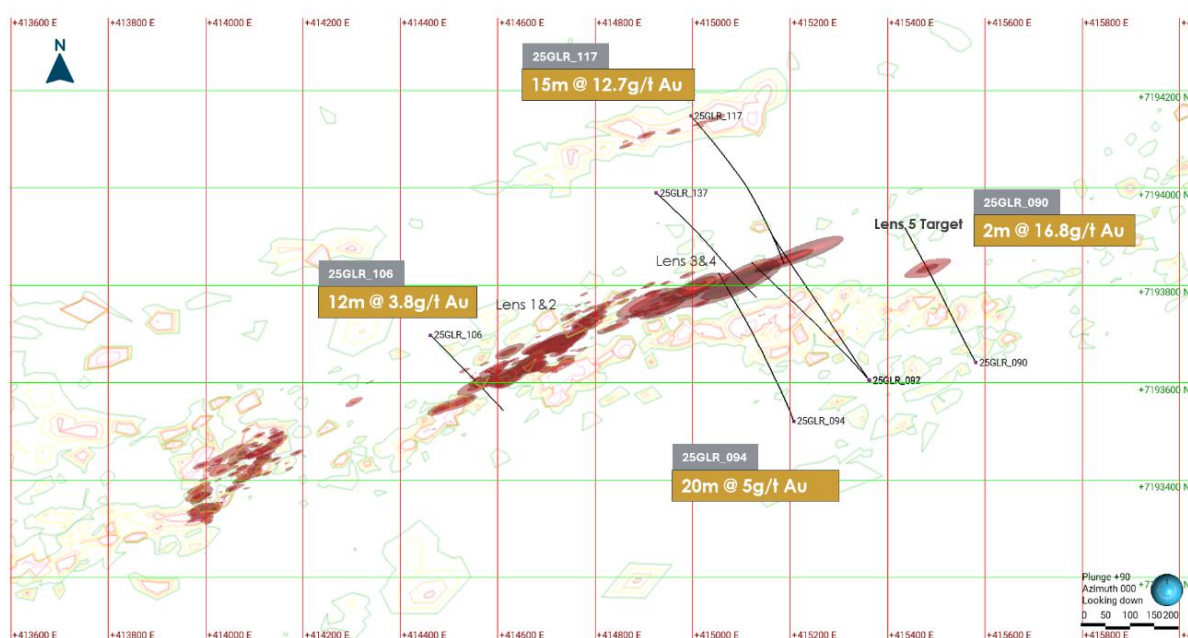 +413600 E
+413800 E
+414000 E
+414200 E
+414400 E
+414600 E
+414800 E
+415000 E
+415200 E
+415400 E
+415600 E
+415800 E
N
25GLR_117
15m @ 12.7g/t Au
+7194200 N
25GLR_117
25GLR_137
+7194000 N
25GLR_090
2m @ 16.8g/t Au
Lens 5 Target
Lens 3&4
25GLR_106
12m @ 3.8g/t Au
Lens 1&2
+7193800 N
25GLR_106
25GLR_090
+7193600 N
25GLR_094
25GLR_094
20m @ 5g/t Au
+7193400 N
Plunge +90
Azimuth 000
Looking down
0 50 100 150 200
+413600 E
+413800 E
+414000 E
+414200 E
+414400 E
+414600 E
+414800 E
+415000 E
+415200 E
+415400 E
+415600 E
+415800 E